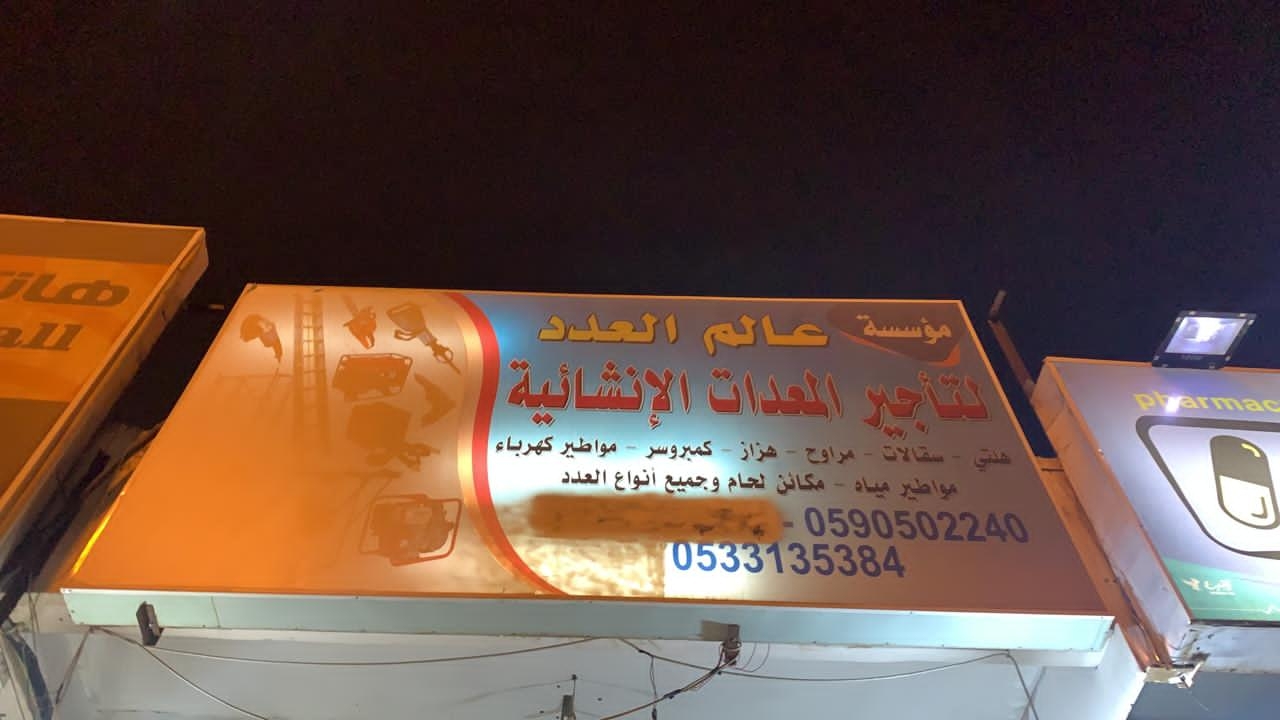 مؤسسة
عالم العدد
لتأجير المعدات الإنشائية
هلتي - سقالات - مراوح - هزاز - كمبروسر - مواطير كهرباء
مواطير مياه - مكائن لحام وجميع أنواع العدد
- 0590502240
0533135384
all
pharmac